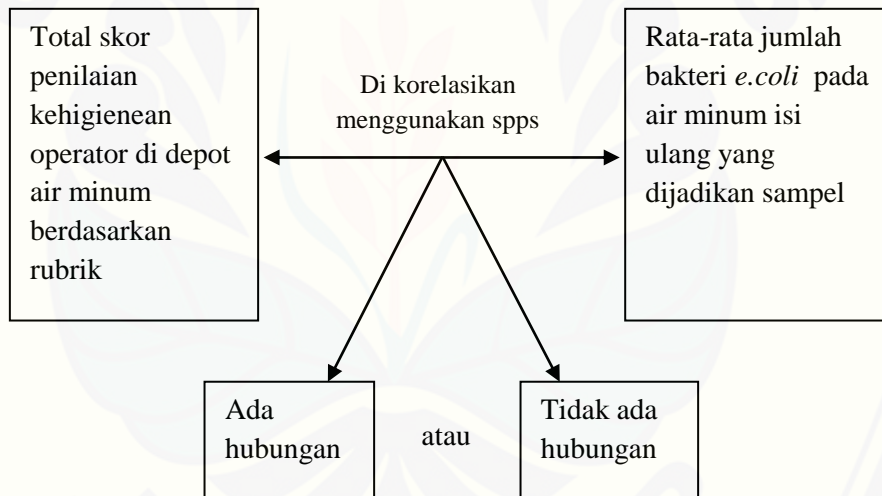 Total skor
penilaian
kehigienean
operator di depot
air minum
berdasarkan
rubrik
Di korelasikan
menggunakan spps
Rata-rata jumlah
bakteri e.coli pada
air minum isi
ulang yang
dijadikan sampel
Ada
hubungan
atau
Tidak ada
hubungan